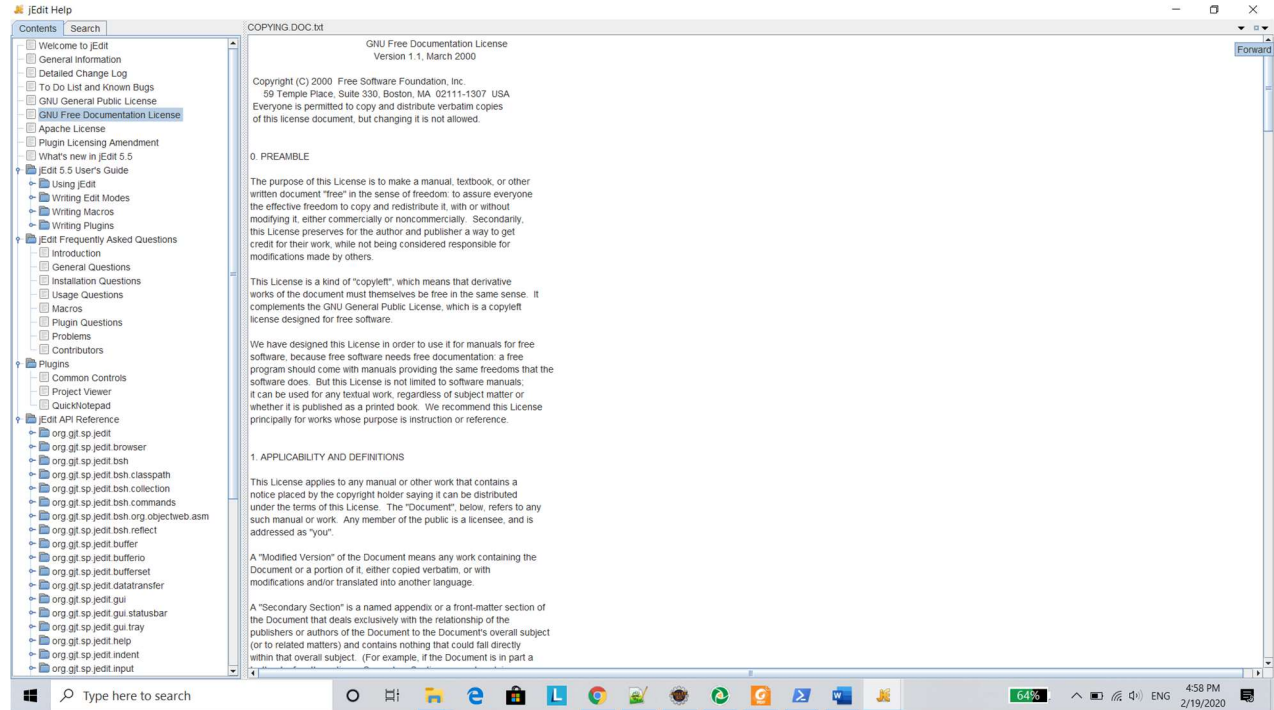 jEdit Help
Contents Search
Welcome to jEdit
General Information
Detailed Change Log
To Do List and Known Bugs
GNU General Public License
GNU Free Documentation License
Apache License
Plugin Licensing Amendment
What's new in jEdit 5.5
jEdit 5.5 User's Guide
Using jEdit
Writing Edit Modes
Writing Macros
Writing Plugins
jEdit Frequently Asked Questions
Introduction
General Questions
Installation Questions
Usage Questions
Macros
Plugin Questions
Problems
Contributors
Plugins
Common Controls
Project Viewer
QuickNotepad
jEdit API Reference
org.gjt.sp.jedit
org.gjt.sp.jedit.browser
org.gjt.sp.jedit.bsh
org.gjt.sp.jedit.bsh.classpath
org.gjt.sp.jedit.bsh.collection
org.gjt.sp.jedit.bsh.commands
org.gjt.sp.jedit.bsh.org.objectweb.asm
org.gjt.sp.jedit.bsh.reflect
org.gjt.sp.jedit.buffer
org.gjt.sp.jedit.bufferio
org.gjt.sp.jedit.bufferset
org.gjt.sp.jedit.datatransfer
org.gjt.sp.jedit.gui
org.gjt.sp.jedit.gui.statusbar
org.gjt.sp.jedit.gui.tray
org.gjt.sp.jedit.help
org.gjt.sp.jedit.indent
org.gjt.sp.jedit.input
COPYING.DOC.txt
Forward
GNU Free Documentation License
Version 1.1, March 2000
Copyright (C) 2000 Free Software Foundation, Inc.
59 Temple Place, Suite 330, Boston, MA 02111-1307 USA
Everyone is permitted to copy and distribute verbatim copies
of this license document, but changing it is not allowed.
0. PREAMBLE
The purpose of this License is to make a manual, textbook, or other
written document "free" in the sense of freedom: to assure everyone
the effective freedom to copy and redistribute it, with or without
modifying it, either commercially or noncommercially. Secondarily,
this License preserves for the author and publisher a way to get
credit for their work, while not being considered responsible for
modifications made by others.
This License is a kind of "copyleft", which means that derivative
works of the document must themselves be free in the same sense. It
complements the GNU General Public License, which is a copyleft
license designed for free software.
We have designed this License in order to use it for manuals for free
software, because free software needs free documentation: a free
program should come with manuals providing the same freedoms that the
software does. But this License is not limited to software manuals;
it can be used for any textual work, regardless of subject matter or
whether it is published as a printed book. We recommend this License
principally for works whose purpose is instruction or reference.
1. APPLICABILITY AND DEFINITIONS
This License applies to any manual or other work that contains a
notice placed by the copyright holder saying it can be distributed
under the terms of this License. The "Document", below, refers to any
such manual or work. Any member of the public is a licensee, and is
addressed as "you".
A "Modified Version" of the Document means any work containing the
Document or a portion of it, either copied verbatim, or with
modifications and/or translated into another language.
A "Secondary Section" is a named appendix or a front-matter section of
the Document that deals exclusively with the relationship of the
publishers or authors of the Document to the Document's overall subject
(or to related matters) and contains nothing that could fall directly
within that overall subject. (For example, if the Document is in part a
Type here to search
64%
ENG
4:58 PM
2/19/2020